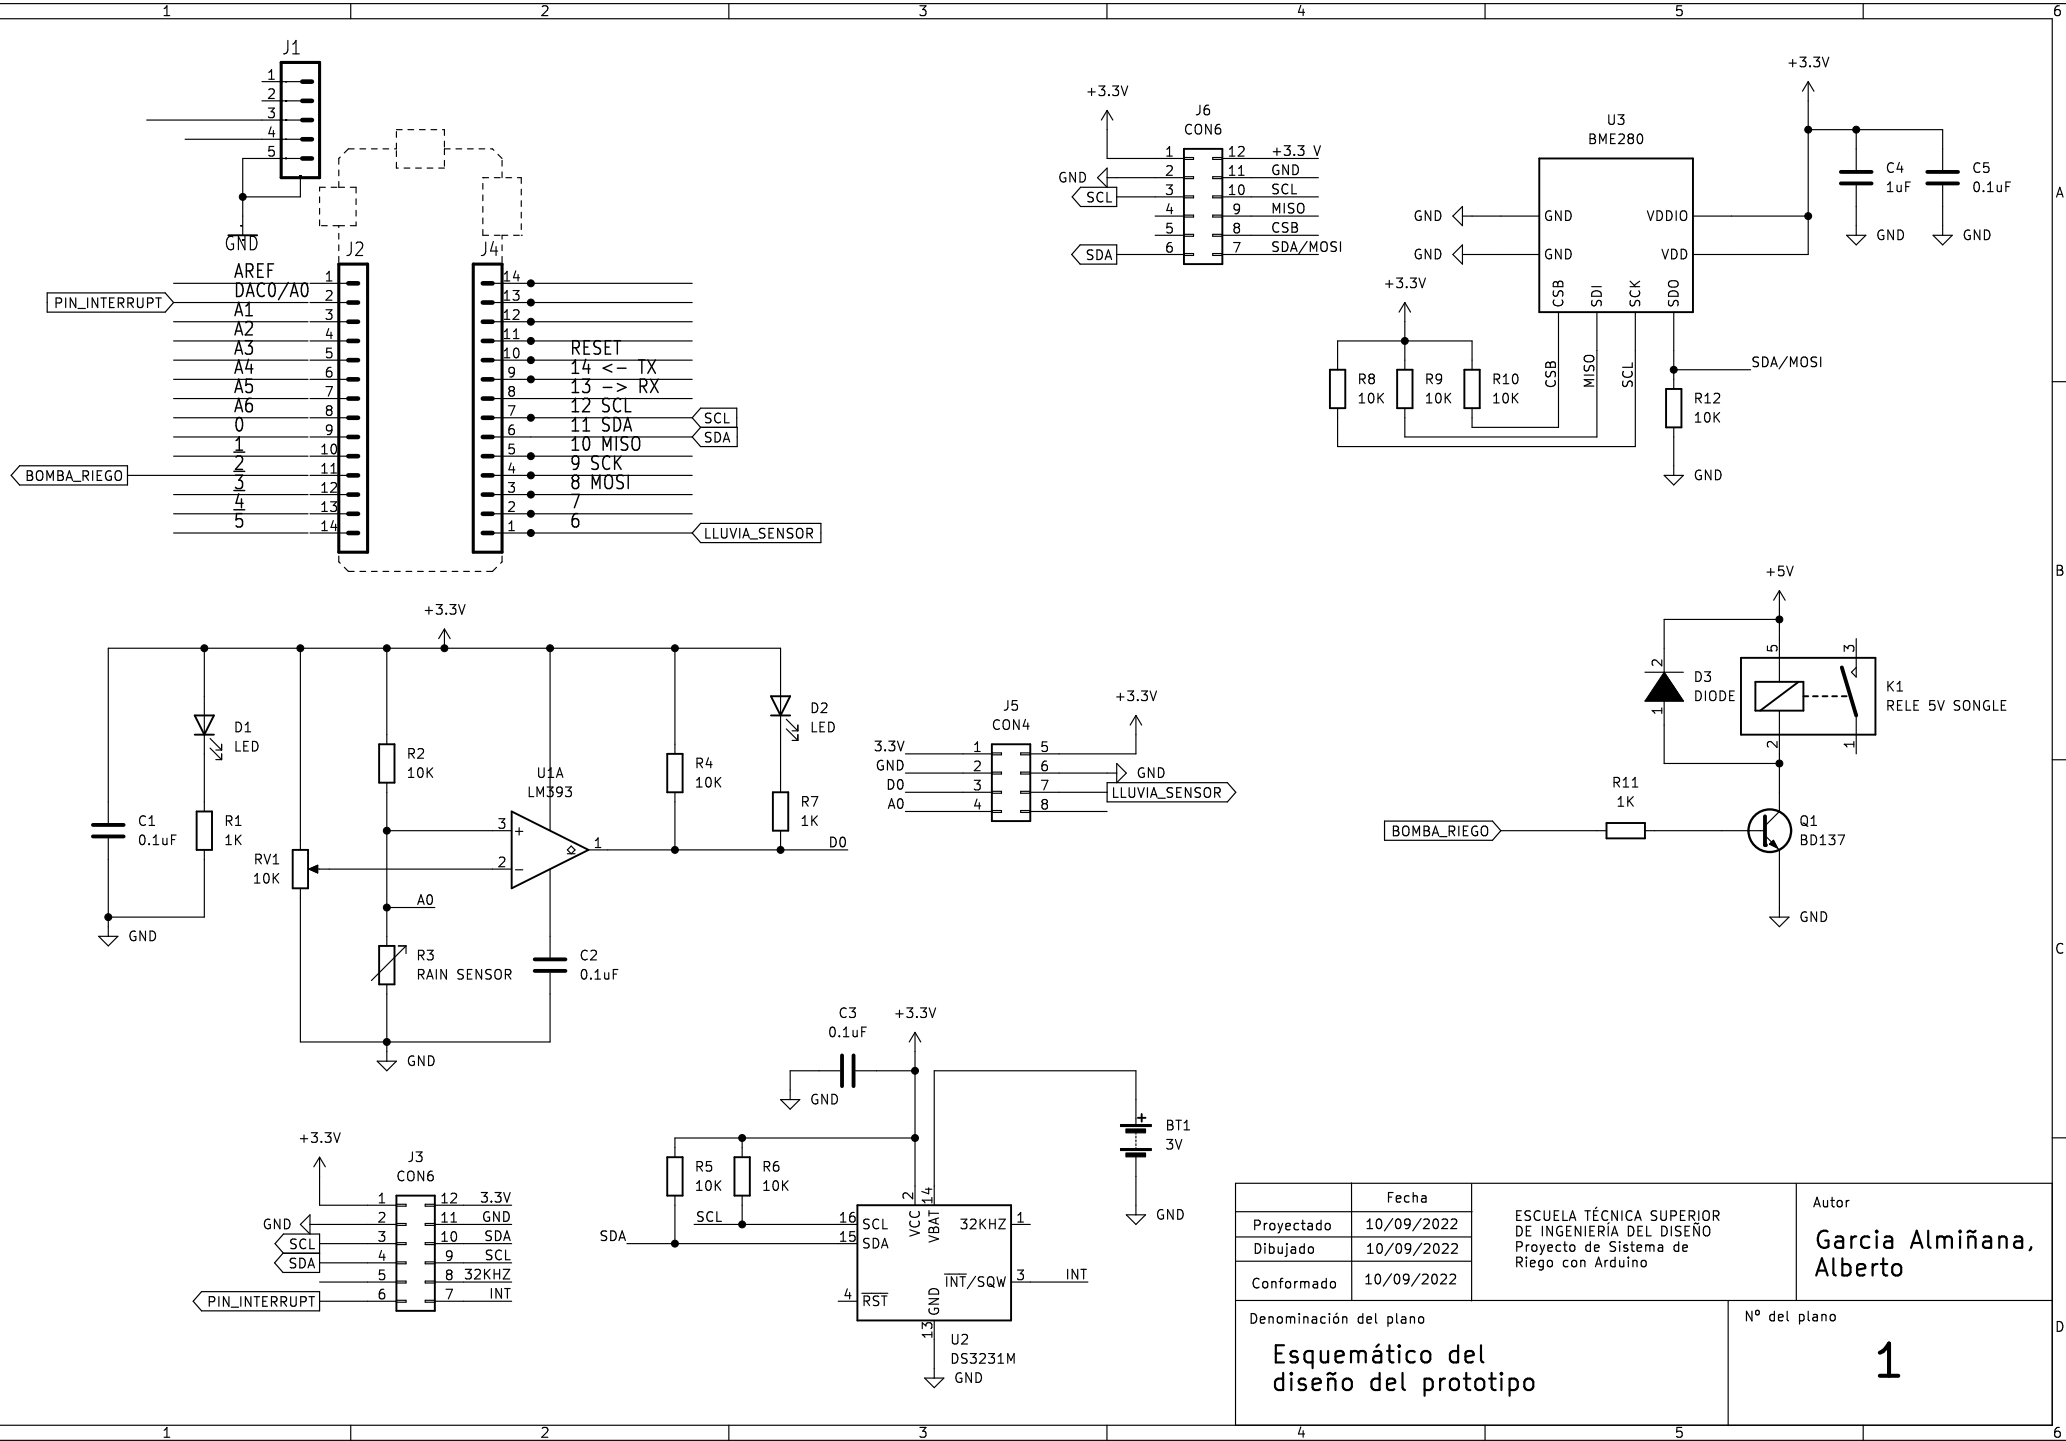 1 2 3 4 5 6
A
B
C
D
J1
1
2
3
4
5
GND
J2
J4
AREF 1
DAC0/A0 2
PIN_INTERRUPT
A1 3
A2 4
A3 5
A4 6
A5 7
A6 8
0 9
1 10
2 11
BOMBA_RIEGO
3 12
4 13
5 14
14
13
12
11
10 RESET
9 14 <- TX
8 13 -> RX
7 12 SCL
SCL
6 11 SDA
SDA
5 10 MISO
4 9 SCK
3 8 MOSI
2 7
1 6
LLUVIA_SENSOR
+3.3V
J6
CON6
1 12 +3.3 V
GND 2 11 GND
SCL 3 10 SCL
4 9 MISO
5 8 CSB
SDA 6 7 SDA/MOSI
+3.3V
U3
BME280
C4
1uF
C5
0.1uF
GND
GND
GND GND VDDIO
GND GND VDD
CSB
SDI
SCK
SDO
+3.3V
CSB
MISO
SCL
SDA/MOSI
R8
10K
R9
10K
R10
10K
R12
10K
GND
+3.3V
D1
LED
R1
1K
C1
0.1uF
GND
RV1
10K
R2
10K
U1A
LM393
3 +
2 −
1
A0
R3
RAIN SENSOR
C2
0.1uF
GND
R4
10K
D2
LED
R7
1K
D0
J5
CON4
+3.3V
3.3V 1 5
GND 2 6 GND
D0 3 7 LLUVIA_SENSOR
A0 4 8
+5V
D3
DIODE
2
1
5
3
2
1
K1
RELE 5V SONGLE
R11
1K
BOMBA_RIEGO
Q1
BD137
GND
C3
0.1uF
+3.3V
GND
BT1
3V
+
GND
R5
10K
R6
10K
SCL
SDA
16 SCL
15 SDA
2 VCC
14 VBAT
32KHZ 1
INT/SQW 3 INT
4 RST
GND 13
U2
DS3231M
GND
+3.3V
J3
CON6
1 12 3.3V
GND 2 11 GND
SCL 3 10 SDA
SDA 4 9 SCL
5 8 32KHZ
PIN_INTERRUPT 6 7 INT
Fecha
Proyectado 10/09/2022
Dibujado 10/09/2022
Conformado 10/09/2022
ESCUELA TÉCNICA SUPERIOR
DE INGENIERÍA DEL DISEÑO
Proyecto de Sistema de
Riego con Arduino
Autor
Garcia Almiñana,
Alberto
Denominación del plano
Esquemático del
diseño del prototipo
Nº del plano
1
1 2 3 4 5 6